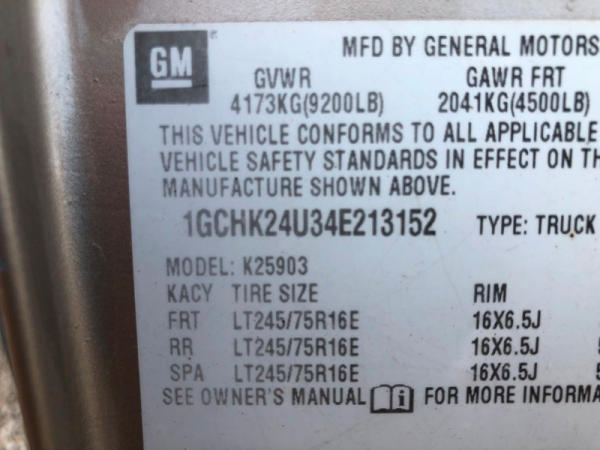 GM MFD BY GENERAL MOTORS
GVWR GAWR FRT
4173KG(9200LB) 2041KG(4500LB)
THIS VEHICLE CONFORMS TO ALL APPLICABLE
VEHICLE SAFETY STANDARDS IN EFFECT ON TH
MANUFACTURE SHOWN ABOVE.
1GCHK24U34E213152 TYPE: TRUCK
MODEL: K25903
KACY TIRE SIZE RIM
FRT LT245/75R16E 16X6.5J
RR LT245/75R16E 16X6.5J
SPA LT245/75R16E 16X6.5J
SEE OWNER'S MANUAL i FOR MORE INFORMA